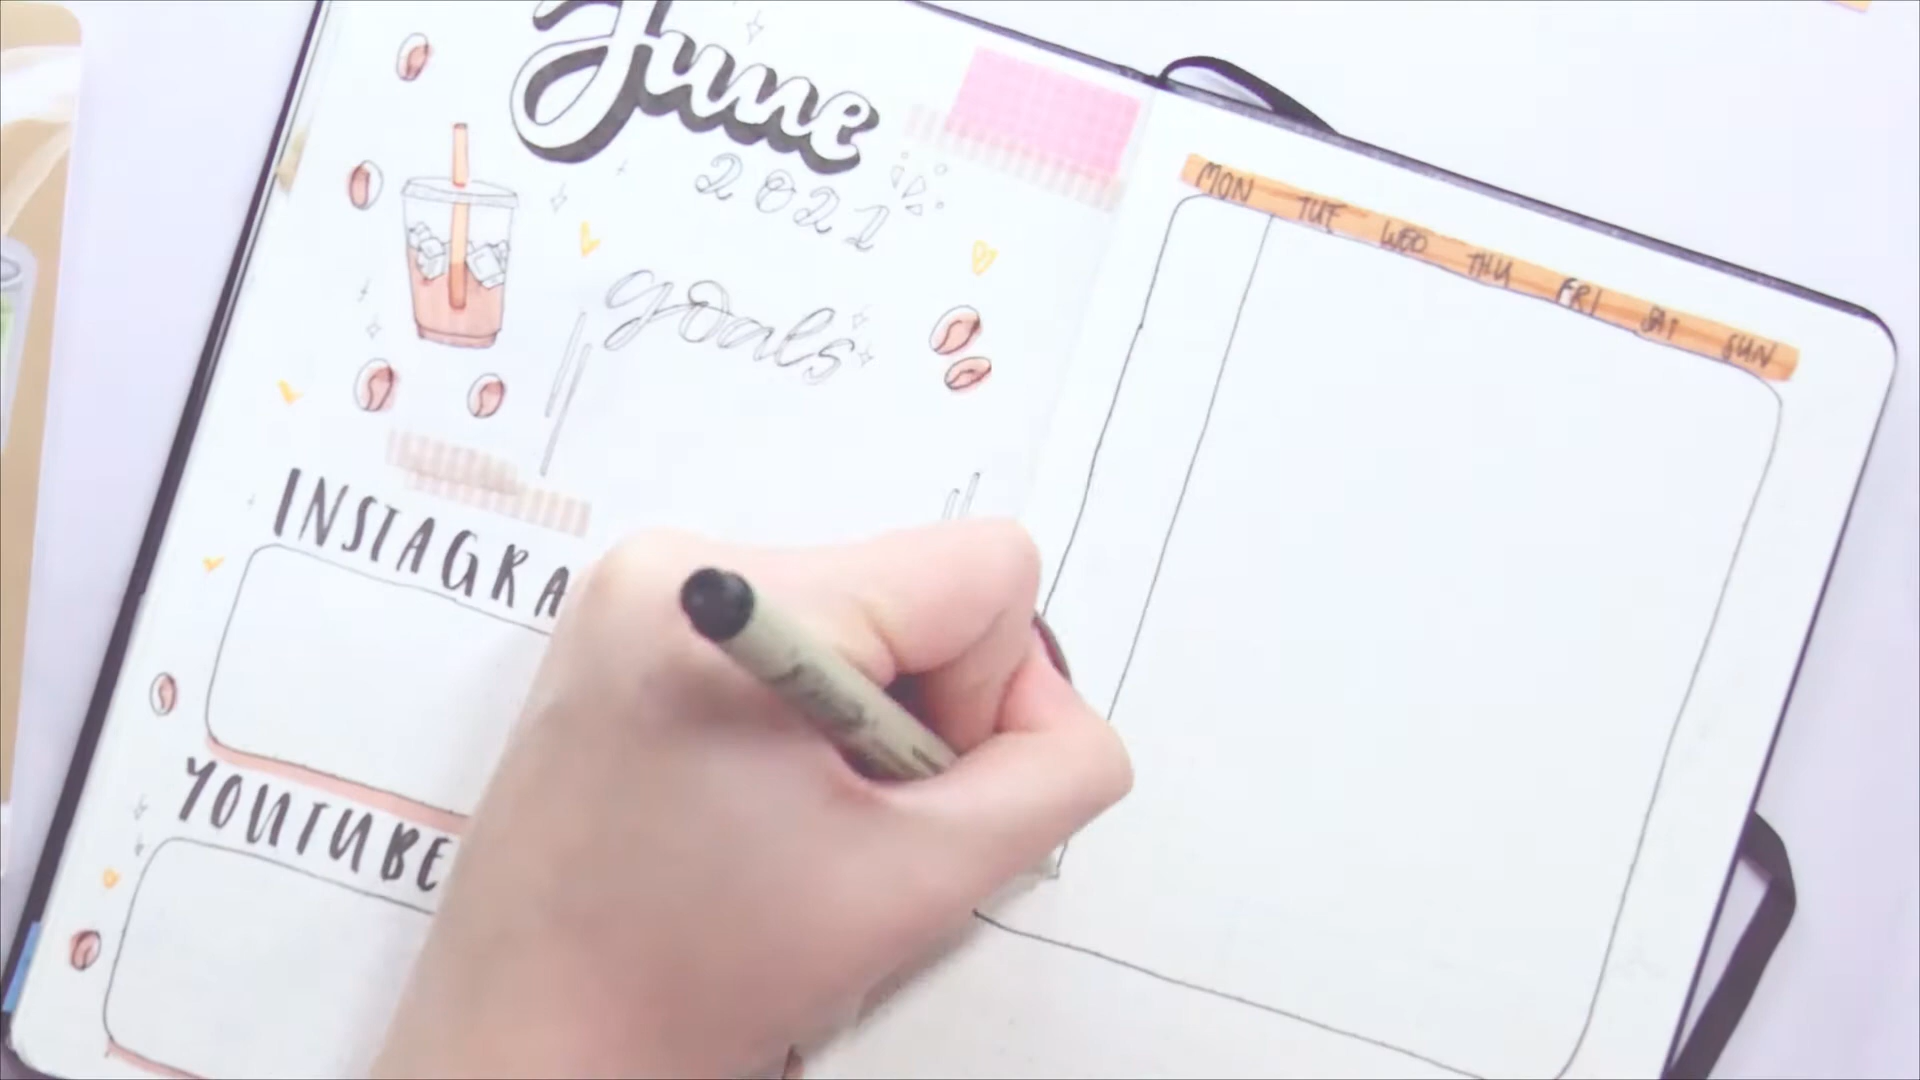 June
2021
goals
INSTAGRA
YOUTUBE
MON TUE WED THU FRI SAT SUN